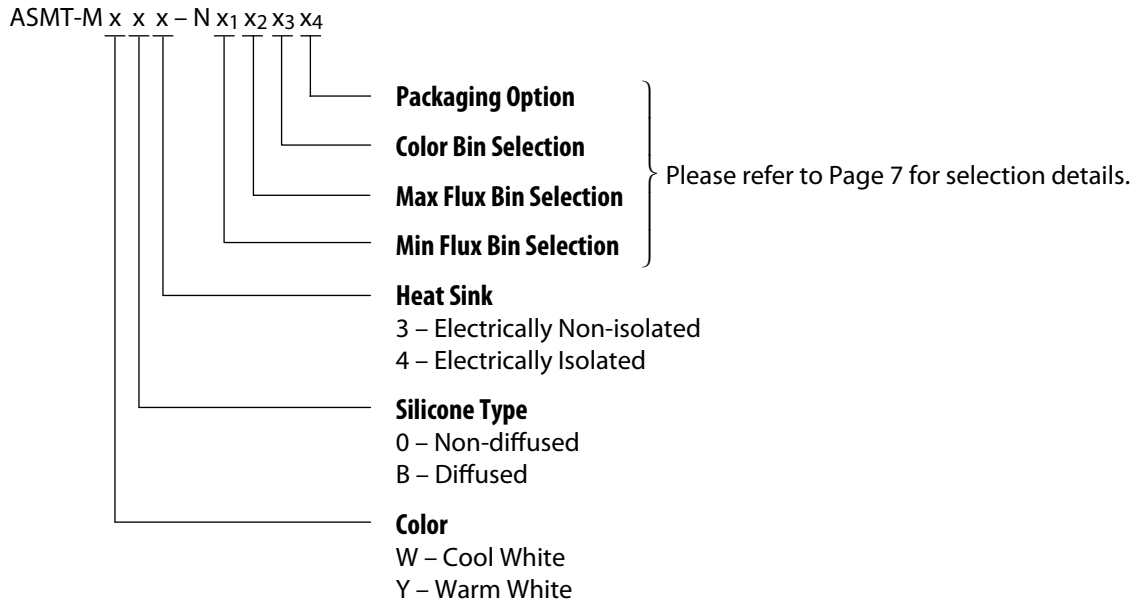 ASMT-M x x x – N x1 x2 x3 x4
Packaging Option
Color Bin Selection
Max Flux Bin Selection
Min Flux Bin Selection
Please refer to Page 7 for selection details.
Heat Sink
3 – Electrically Non-isolated
4 – Electrically Isolated
Silicone Type
0 – Non-diffused
B – Diffused
Color
W – Cool White
Y – Warm White